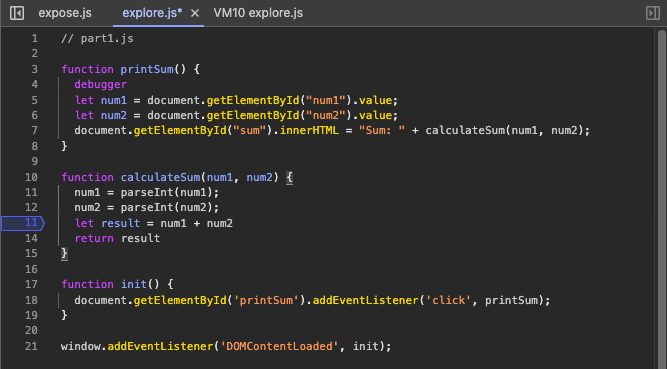 expose.js explore.js* × VM10 explore.js
1 // part1.js
2
3 function printSum() {
4 debugger
5 let num1 = document.getElementById("num1").value;
6 let num2 = document.getElementById("num2").value;
7 document.getElementById("sum").innerHTML = "Sum: " + calculateSum(num1, num2);
8 }
9
10 function calculateSum(num1, num2) {
11 num1 = parseInt(num1);
12 num2 = parseInt(num2);
11 let result = num1 + num2
14 return result
15 }
16
17 function init() {
18 document.getElementById('printSum').addEventListener('click', printSum);
19 }
20
21 window.addEventListener('DOMContentLoaded', init);